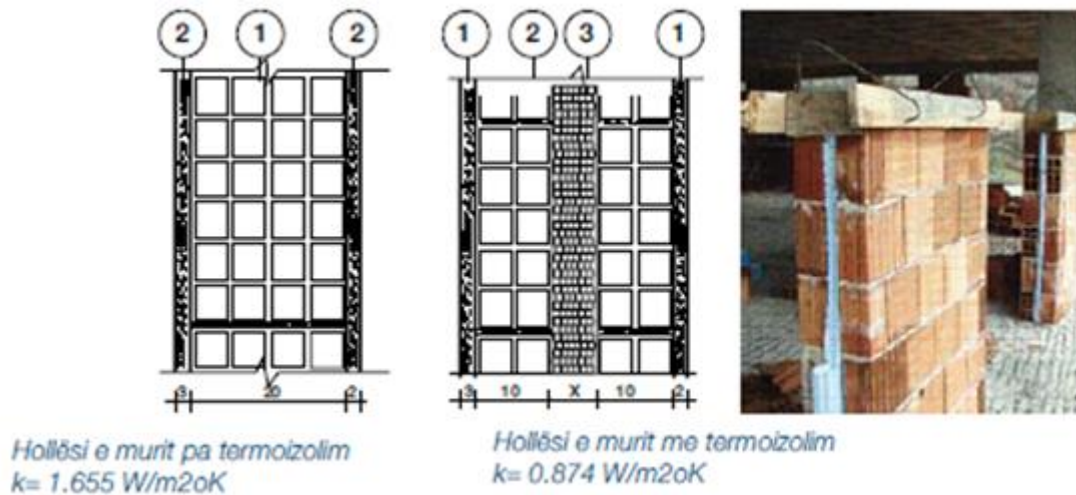 2 1 2
1 2 3 1
3 20 2
3 10 X 10 2
Hollësi e murit pa termoizolim
k= 1.655 W/m2oK
Hollësi e murit me termoizolim
k= 0.874 W/m2oK